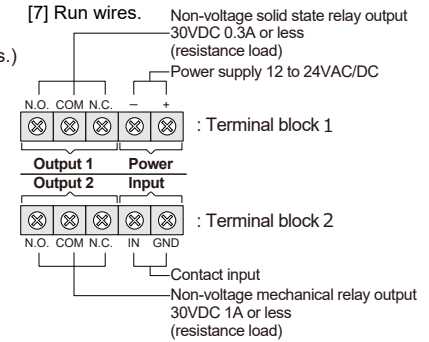 [7] Run wires.
Non-voltage solid state relay output
30VDC 0.3A or less
(resistance load)
s.)
Power supply 12 to 24VAC/DC
N.O. COM N.C. – +
: Terminal block 1
Output 1 Power
Output 2 Input
: Terminal block 2
N.O. COM N.C. IN GND
Contact input
Non-voltage mechanical relay output
30VDC 1A or less
(resistance load)